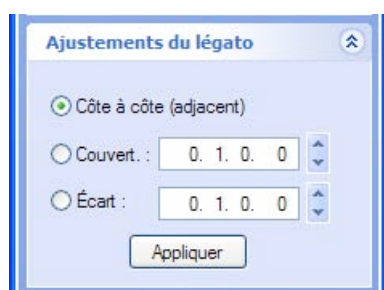 Ajustements du légato
Côte à côte (adjacent)
Couvert. : 0. 1. 0. 0
Écart : 0. 1. 0. 0
Appliquer